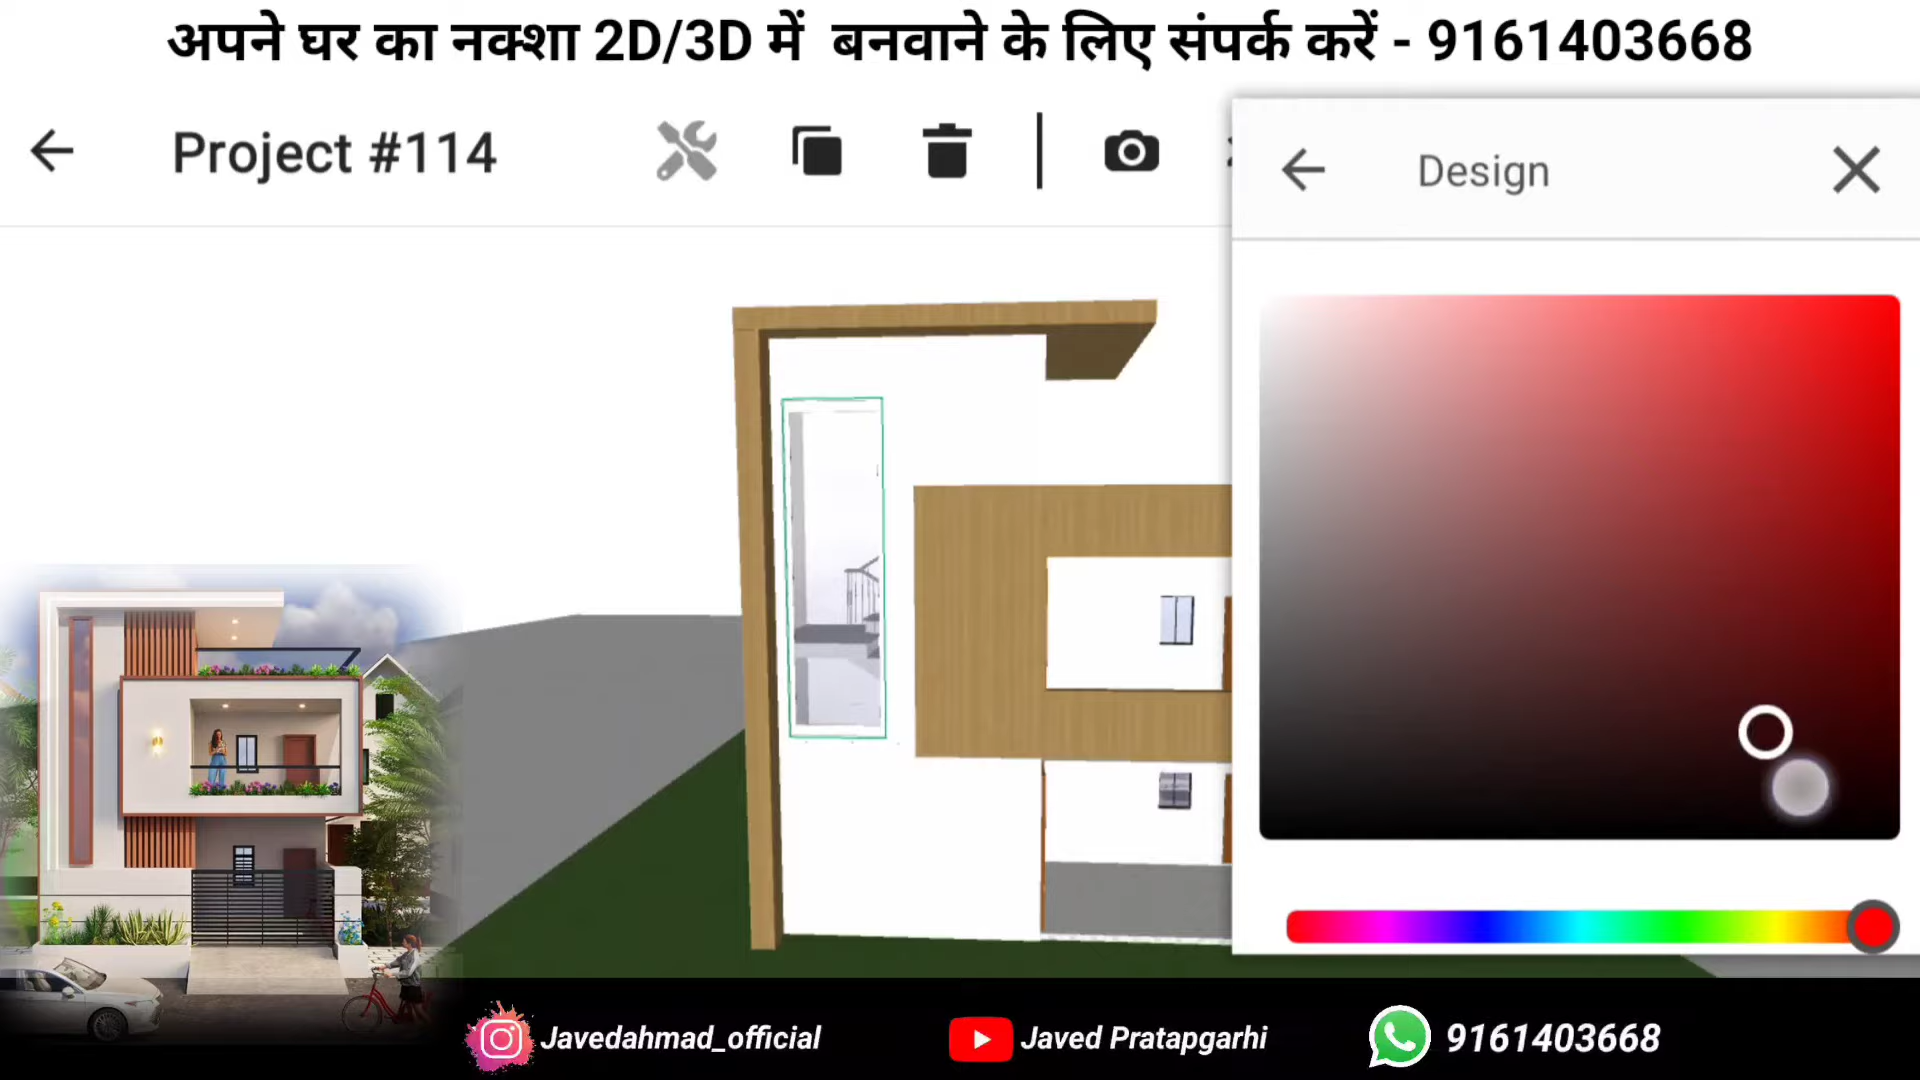 अपने घर का नक्शा 2D/3D में बनवाने के लिए संपर्क करें - 9161403668
Project #114
Design
Javedahmad_official
Javed Pratapgarhi
9161403668